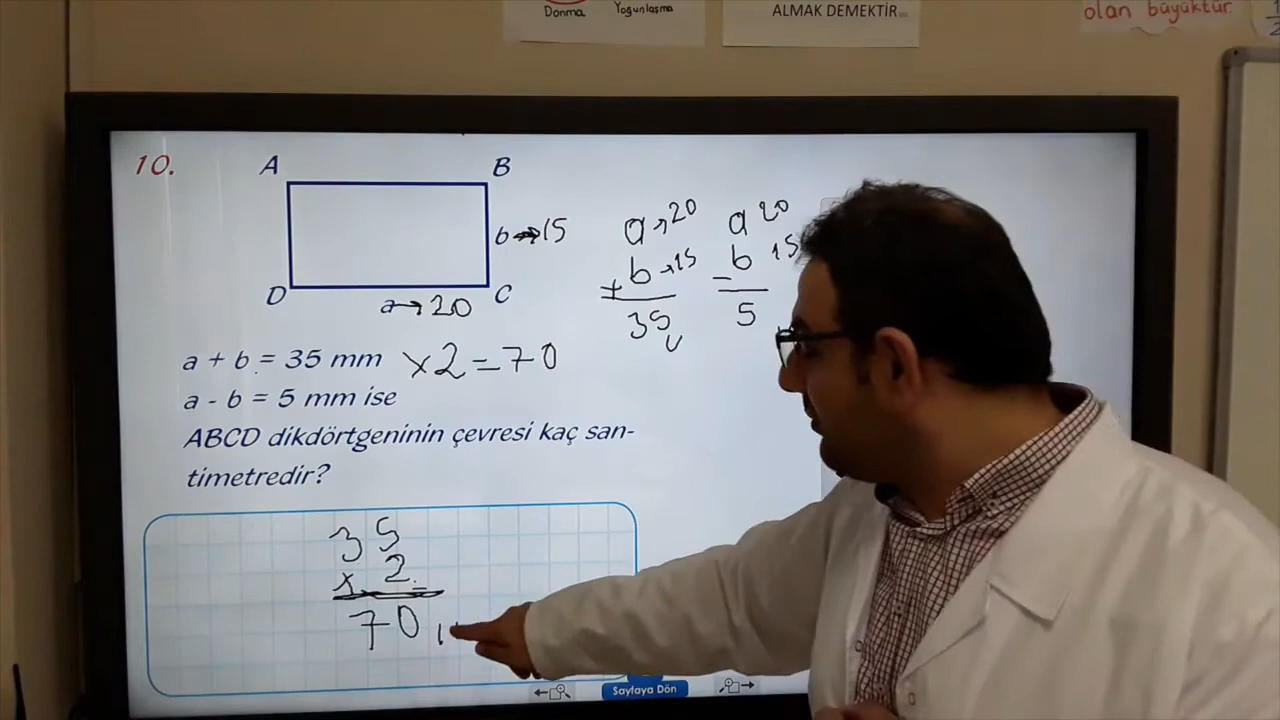 Donma
Yoğunlaşma
ALMAK DEMEKTİR
olan büyüktür.
10.
A
B
b→15
D
a→20
C
a→20
b→15
+
35
a 20
b 15
-
5
a + b = 35 mm x2=70
a - b = 5 mm ise
ABCD dikdörtgeninin çevresi kaç san-
timetredir?
35
x 2
70
Sayfaya Dön